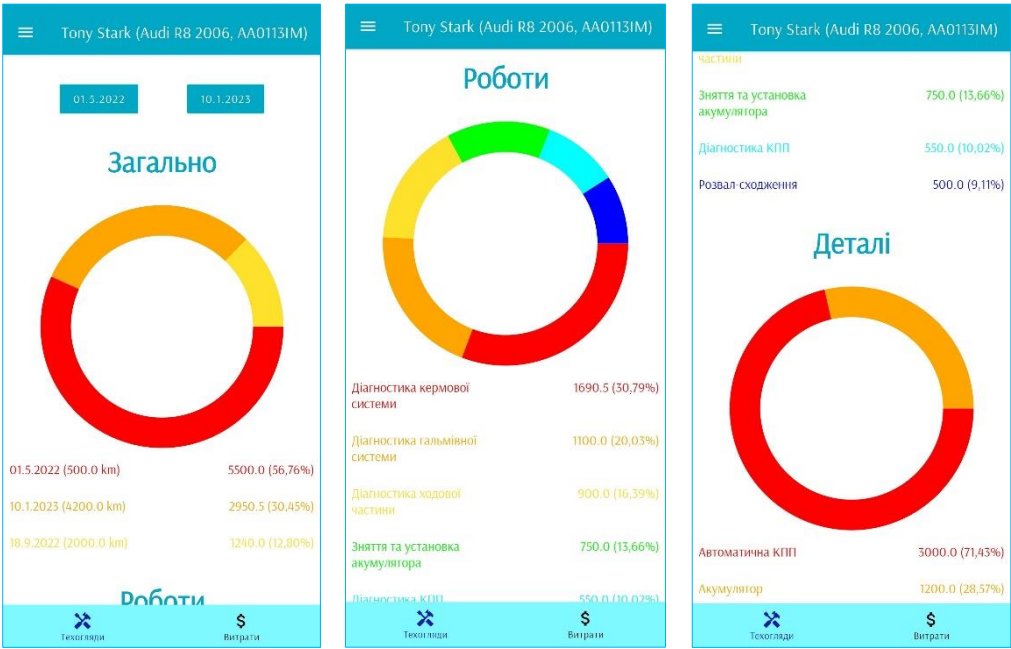 Tony Stark (Audi R8 2006, AA0113IM)
01.5.2022
10.1.2023
Загально
01.5.2022 (500.0 km) 5500.0 (56,76%)
10.1.2023 (4200.0 km) 2950.5 (30,45%)
18.9.2022 (2000.0 km) 1240.0 (12,80%)
Роботи
Техогляди
$
Витрати
Tony Stark (Audi R8 2006, AA0113IM)
Роботи
Діагностика кермової 1690.5 (30,79%)
системи
Діагностика гальмівної 1100.0 (20,03%)
системи
Діагностика ходової 900.0 (16,39%)
частини
Зняття та установка 750.0 (13,66%)
акумулятора
Діагностика КПП 550.0 (10,02%)
Техогляди
$
Витрати
Tony Stark (Audi R8 2006, AA0113IM)
частини
Зняття та установка 750.0 (13,66%)
акумулятора
Діагностика КПП 550.0 (10,02%)
Розвал-сходження 500.0 (9,11%)
Деталі
Автоматична КПП 3000.0 (71,43%)
Акумулятор 1200.0 (28,57%)
Техогляди
$
Витрати